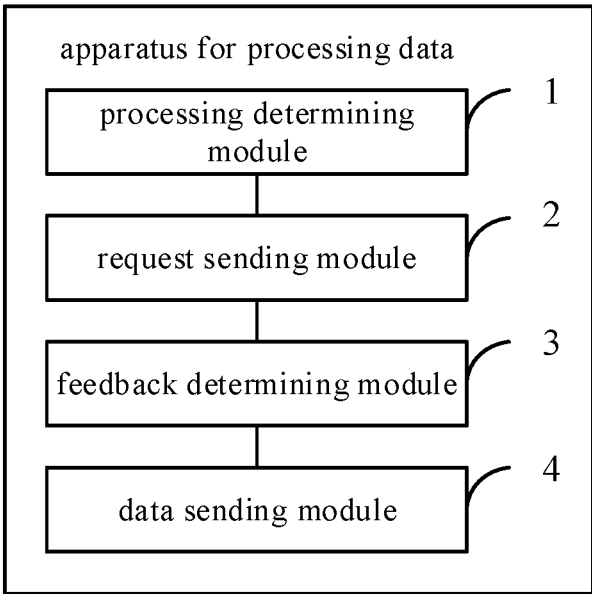 apparatus for processing data
1
processing determining
module
2
request sending module
3
feedback determining module
4
data sending module